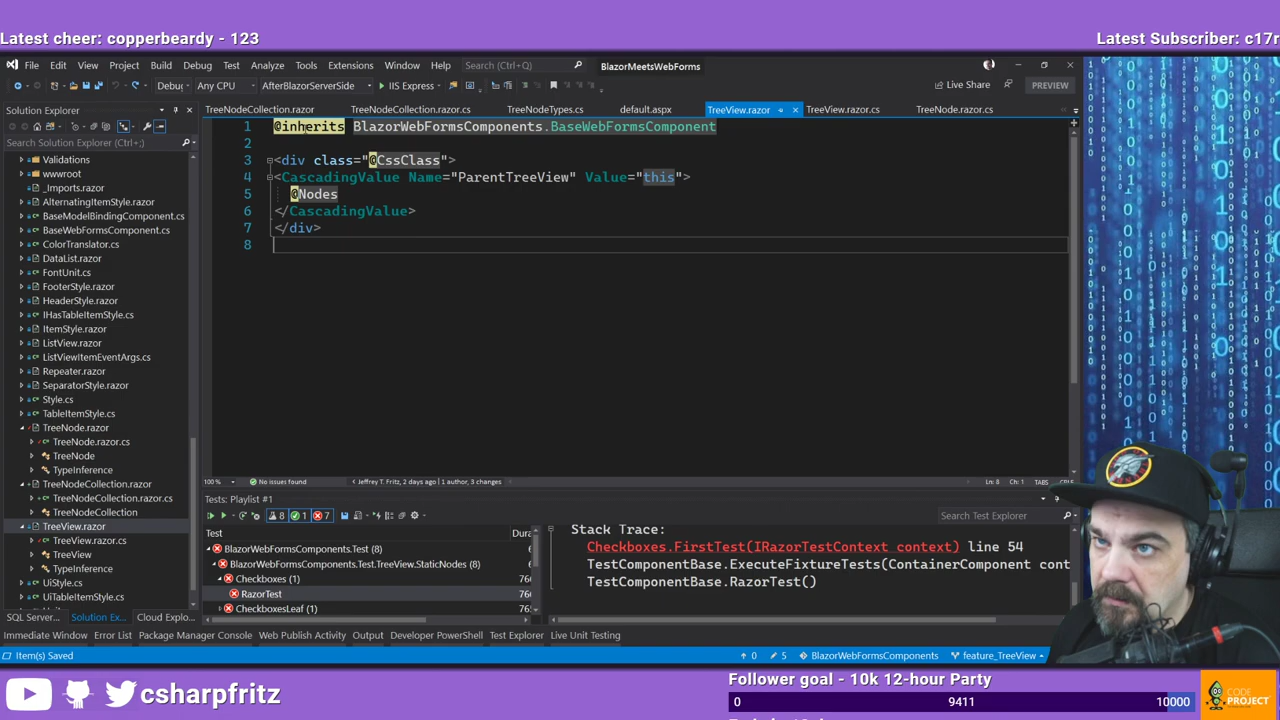 Latest cheer: copperbeardy - 123
Latest Subscriber: c17r
File Edit View Project Build Debug Test Analyze Tools Extensions Window Help Search (Ctrl+Q) BlazorMeetsWebForms
Debug Any CPU AfterBlazorServerSide IIS Express Live Share PREVIEW
Solution Explorer
TreeNodeCollection.razor TreeNodeCollection.razor.cs TreeNodeTypes.cs default.aspx TreeView.razor TreeView.razor.cs TreeNode.razor.cs
Search Solution Explorer (Ctrl+;)
Validations
wwwroot
_Imports.razor
AlternatingItemStyle.razor
BaseModelBindingComponent.cs
BaseWebFormsComponent.cs
ColorTranslator.cs
DataList.razor
FontUnit.cs
FooterStyle.razor
HeaderStyle.razor
IHasTableItemStyle.cs
ItemStyle.razor
ListView.razor
ListViewItemEventArgs.cs
Repeater.razor
SeparatorStyle.razor
Style.cs
TableItemStyle.cs
TreeNode.razor
TreeNode.razor.cs
TreeNode
TypeInference
TreeNodeCollection.razor
TreeNodeCollection.razor.cs
TreeNodeCollection
TreeView.razor
TreeView.razor.cs
TreeView
TypeInference
UiStyle.cs
UiTableItemStyle.cs
SQL Server... Solution Ex... Cloud Explo...
1 @inherits BlazorWebFormsComponents.BaseWebFormsComponent
2
3 <div class="@CssClass">
4 <CascadingValue Name="ParentTreeView" Value="this">
5 @Nodes
6 </CascadingValue>
7 </div>
8
100 % No issues found Jeffrey T. Fritz, 2 days ago | 1 author, 3 changes Ln: 8 Ch: 1 TABS CRLF
Tests: Playlist #1
8 1 7 Search Test Explorer
Test Dura
BlazorWebFormsComponents.Test (8)
BlazorWebFormsComponents.Test.TreeView.StaticNodes (8)
Checkboxes (1) 766
RazorTest 766
CheckboxesLeaf (1)
Stack Trace:
Checkboxes.FirstTest(IRazorTestContext context) line 54
TestComponentBase.ExecuteFixtureTests(ContainerComponent cont
TestComponentBase.RazorTest()
Immediate Window Error List Package Manager Console Web Publish Activity Output Developer PowerShell Test Explorer Live Unit Testing
Item(s) Saved 0 5 BlazorWebFormsComponents feature_TreeView
csharpfritz
Follower goal - 10k 12-hour Party
0 9411 10000
CODE
PROJECT